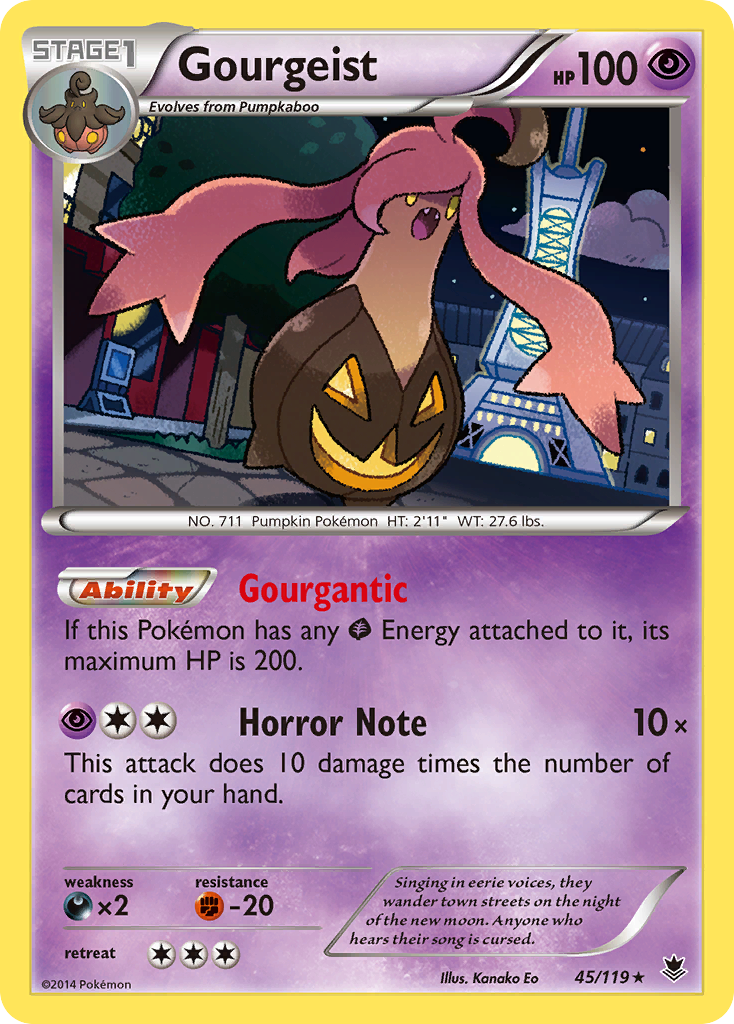 STAGE1
Gourgeist
HP100
Evolves from Pumpkaboo
NO. 711 Pumpkin Pokémon HT: 2'11" WT: 27.6 lbs.
Ability Gourgantic
If this Pokémon has any Energy attached to it, its
maximum HP is 200.
Horror Note 10×
This attack does 10 damage times the number of
cards in your hand.
weakness resistance
×2 -20
retreat
Singing in eerie voices, they
wander town streets on the night
of the new moon. Anyone who
hears their song is cursed.
©2014 Pokémon
Illus. Kanako Eo
45/119 ★